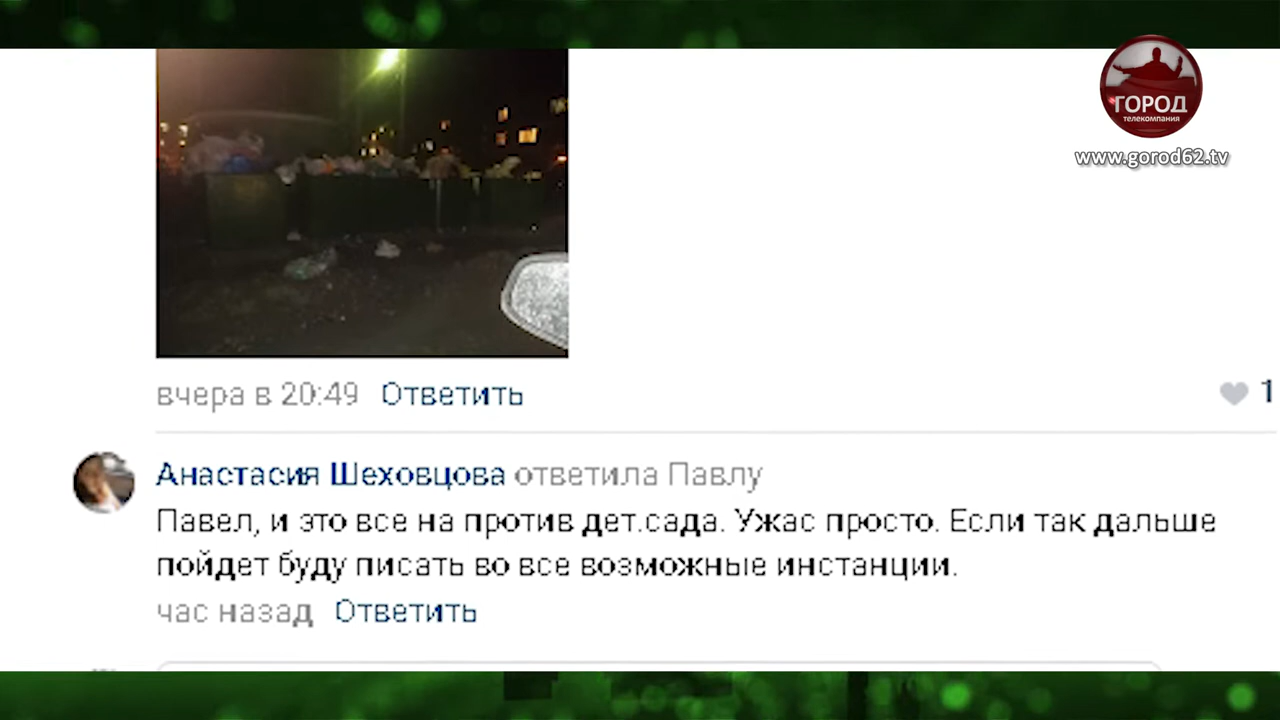 ГОРОД
телекомпания
www.gorod62.tv
вчера в 20:49 Ответить 1
Анастасия Шеховцова ответила Павлу
Павел, и это все на против дет.сада. Ужас просто. Если так дальше
пойдет буду писать во все возможные инстанции.
час назад Ответить